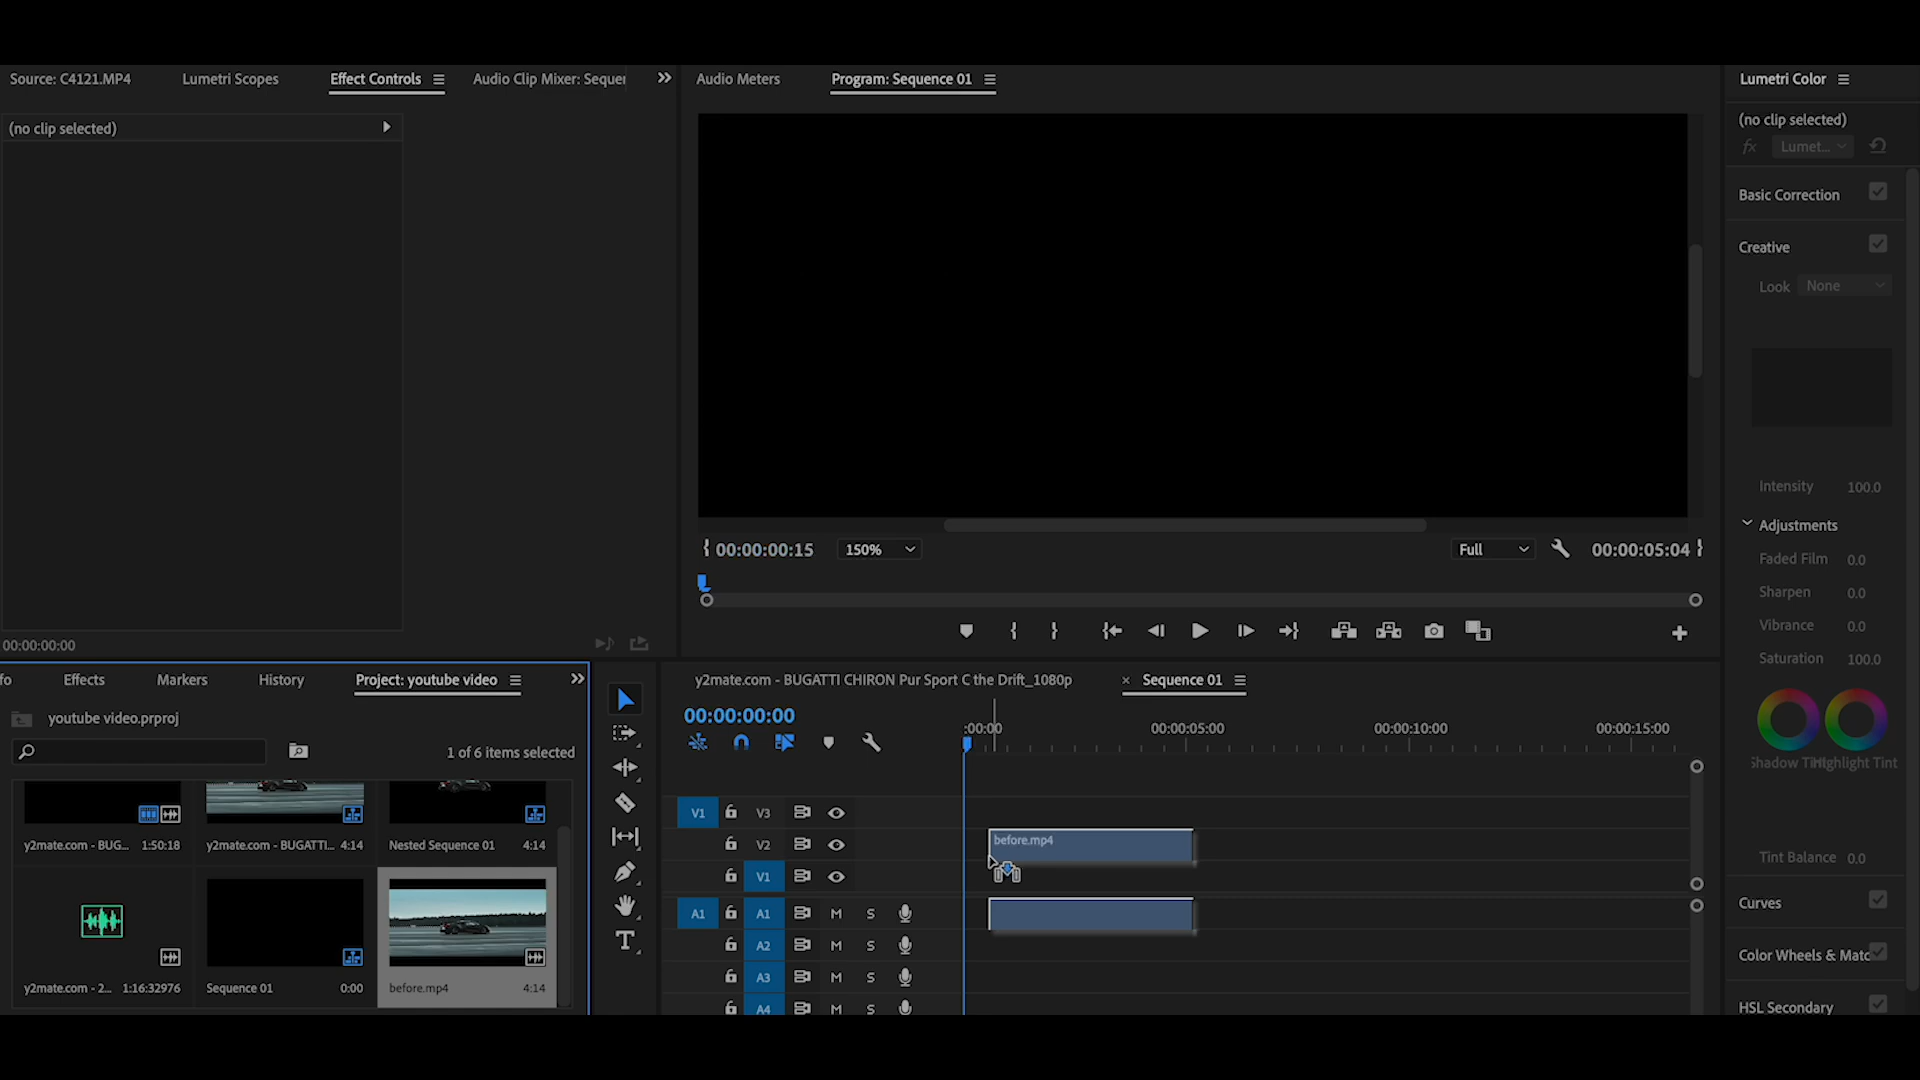 Source: C4121.MP4
Lumetri Scopes
Effect Controls
Audio Clip Mixer: Sequer
Audio Meters
Program: Sequence 01
Lumetri Color
(no clip selected)
(no clip selected)
fx
Lumet...
Basic Correction
Creative
Look
None
Intensity
100.0
Adjustments
Faded Film
0.0
Sharpen
0.0
Vibrance
0.0
Saturation
100.0
Tint Balance
0.0
Curves
HSL Secondary
00:00:00:15
150%
Full
00:00:05:04
00:00:00:00
fo
Effects
Markers
History
Project: youtube video
youtube video.prproj
1 of 6 items selected
y2mate.com - BUG...
1:50:18
y2mate.com - BUGATTI...
4:14
Nested Sequence 01
4:14
y2mate.com - 2...
1:16:32976
Sequence 01
0:00
before.mp4
4:14
T
y2mate.com - BUGATTI CHIRON Pur Sport C the Drift_1080p
× Sequence 01
00:00:00:00
:00:00
00:00:05:00
00:00:10:00
00:00:15:00
V1
V3
V2
before.mp4
V1
A1
A1
M
S
A2
M
S
A3
M
S
A4
M
S
Color Wheels & Matc